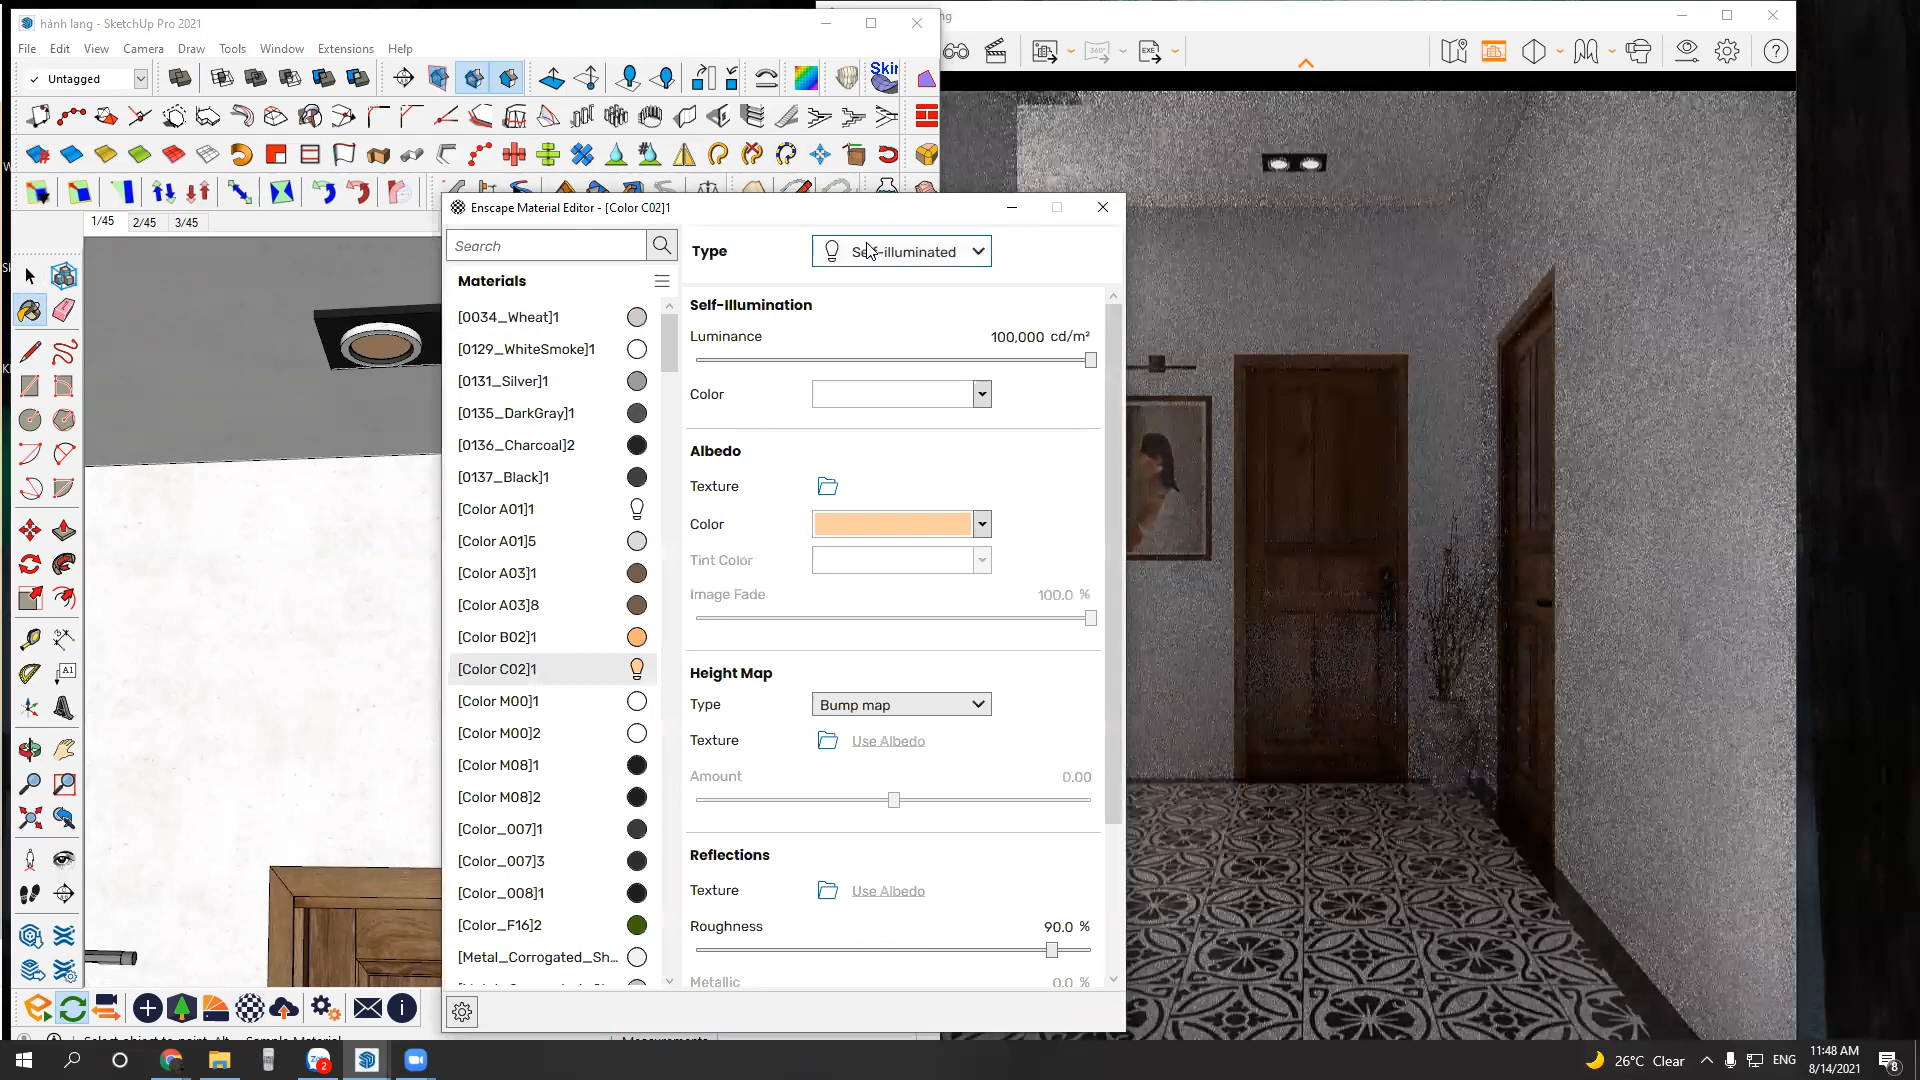 hành lang - SketchUp Pro 2021
File Edit View Camera Draw Tools Window Extensions Help
Untagged
1/45 2/45 3/45
Enscape Material Editor - [Color C02]1
Search
Materials
[0034_Wheat]1
[0129_WhiteSmoke]1
[0131_Silver]1
[0135_DarkGray]1
[0136_Charcoal]2
[0137_Black]1
[Color A01]1
[Color A01]5
[Color A03]1
[Color A03]8
[Color B02]1
[Color C02]1
[Color M00]1
[Color M00]2
[Color M08]1
[Color M08]2
[Color_007]1
[Color_007]3
[Color_008]1
[Color_F16]2
[Metal_Corrogated_Sh...
Type Self-illuminated
Self-Illumination
Luminance 100,000 cd/m²
Color
Albedo
Texture
Color
Tint Color
Image Fade 100.0 %
Height Map
Type Bump map
Texture Use Albedo
Amount 0.00
Reflections
Texture Use Albedo
Roughness 90.0 %
Metallic 0.0 %
360°
EXE
A1
26°C Clear
ENG
11:48 AM
8/14/2021